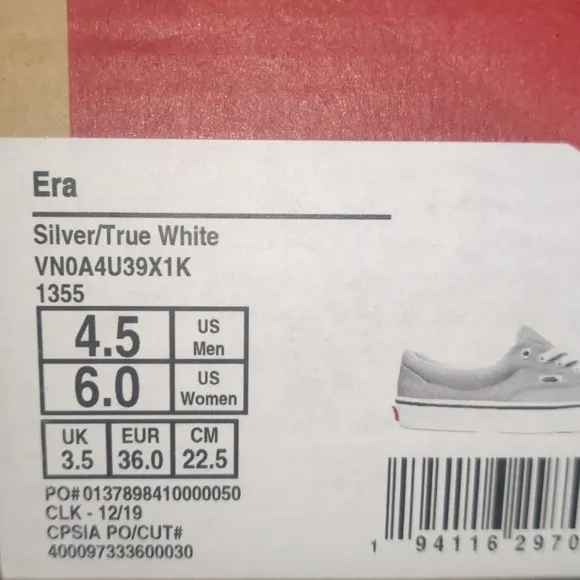 Era
Silver/True White
VN0A4U39X1K
1355
4.5 US Men
6.0 US Women
UK EUR CM
3.5 36.0 22.5
PO# 0137898410000050
CLK - 12/19
CPSIA PO/CUT#
400097333600030
1 94116 2970